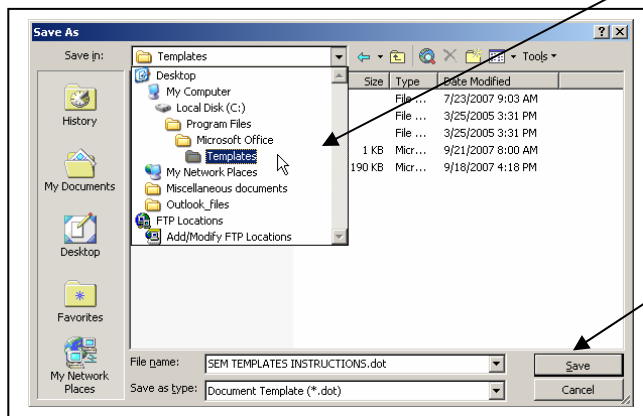 Save As
Save in: Templates Tools
Desktop
My Computer
Local Disk (C:)
Program Files
Microsoft Office
Templates
My Network Places
Miscellaneous documents
Outlook_files
FTP Locations
Add/Modify FTP Locations
Size Type Date Modified
File ... 7/23/2007 9:03 AM
File ... 3/25/2005 3:31 PM
File ... 3/25/2005 3:31 PM
1 KB Micr... 9/21/2007 8:00 AM
190 KB Micr... 9/18/2007 4:18 PM
History
My Documents
Desktop
Favorites
My Network
Places
File name: SEM TEMPLATES INSTRUCTIONS.dot Save
Save as type: Document Template (*.dot) Cancel